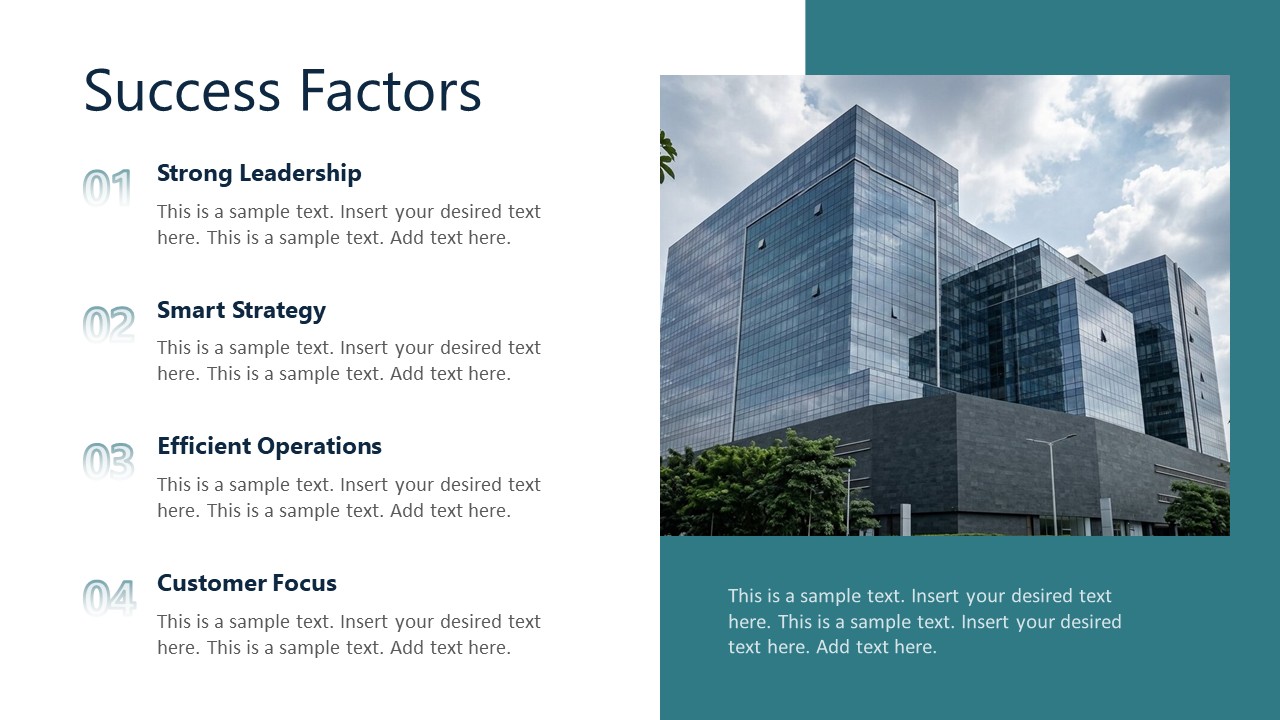 Success Factors
01
Strong Leadership
This is a sample text. Insert your desired text
here. This is a sample text. Add text here.
02
Smart Strategy
This is a sample text. Insert your desired text
here. This is a sample text. Add text here.
03
Efficient Operations
This is a sample text. Insert your desired text
here. This is a sample text. Add text here.
04
Customer Focus
This is a sample text. Insert your desired text
here. This is a sample text. Add text here.
This is a sample text. Insert your desired text
here. This is a sample text. Insert your desired
text here. Add text here.